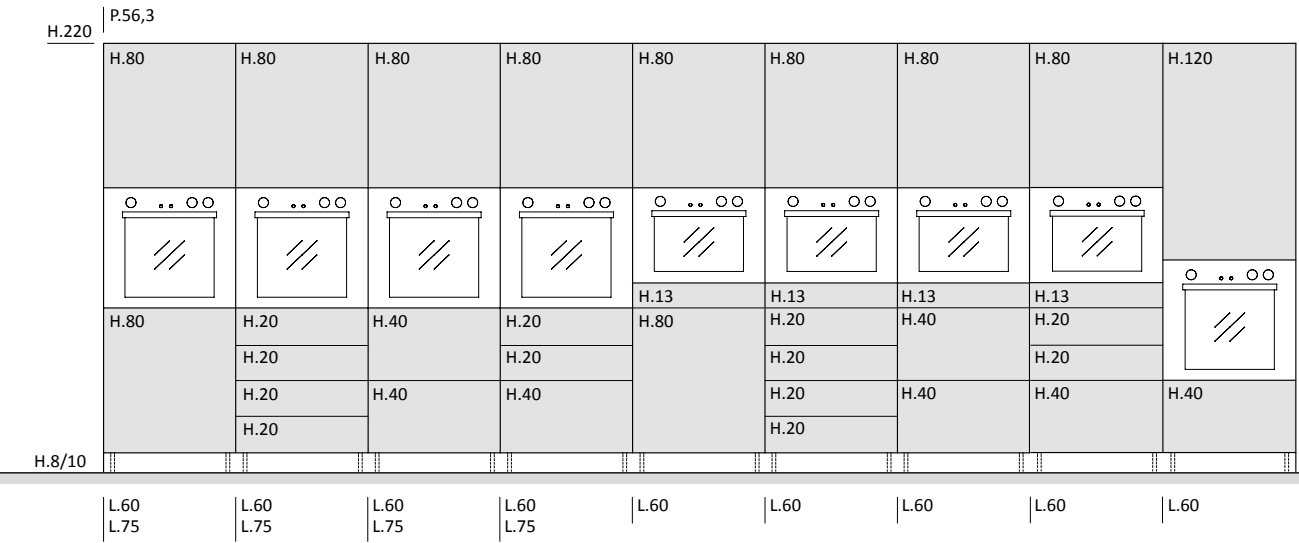 P.56,3
H.220
H.80 H.80 H.80 H.80 H.80 H.80 H.80 H.80 H.120
H.13 H.13 H.13 H.13
H.80 H.20 H.40 H.20 H.80 H.20 H.40 H.20
H.20 H.20 H.20 H.20
H.20 H.40 H.40 H.20 H.40 H.40 H.40
H.20 H.20
H.8/10
L.60 L.60 L.60 L.60 L.60 L.60 L.60 L.60 L.60
L.75 L.75 L.75 L.75